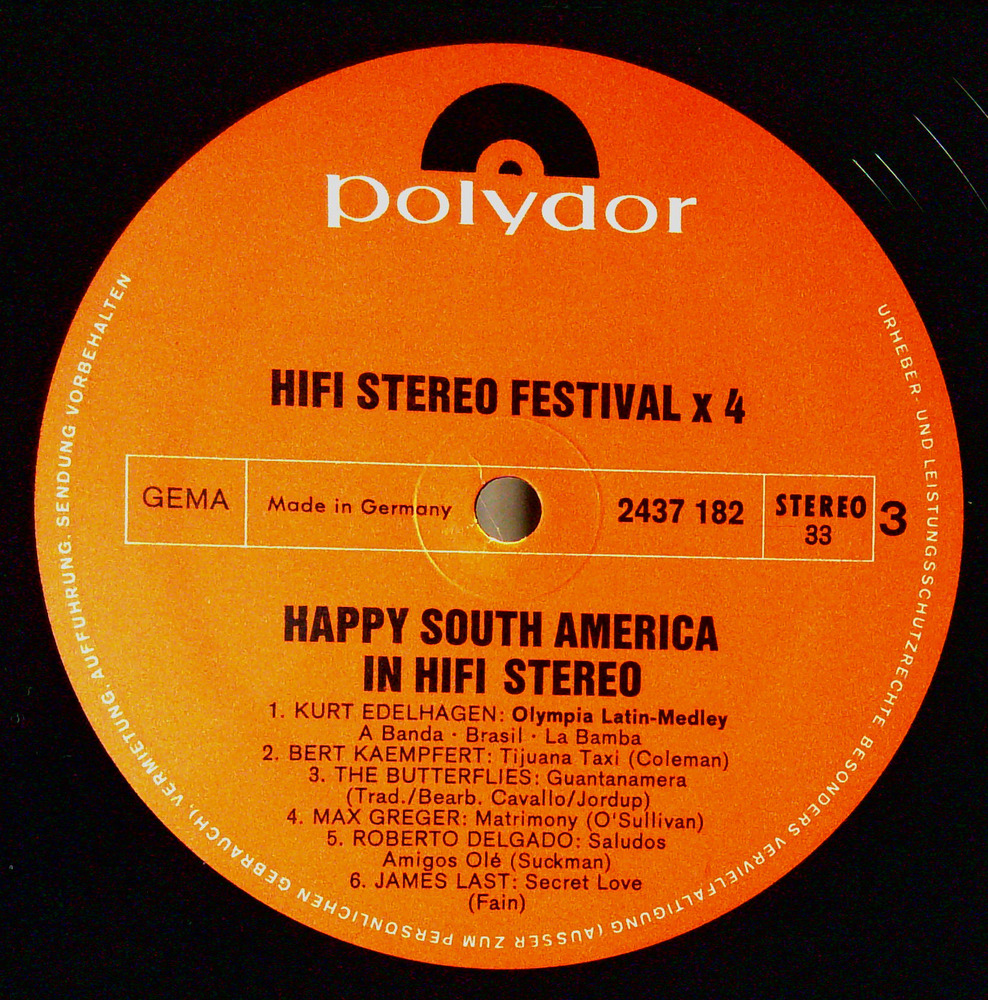 polydor
HIFI STEREO FESTIVAL x 4
GEMA
Made in Germany
2437 182
STEREO
33
3
HAPPY SOUTH AMERICA
IN HIFI STEREO
1. KURT EDELHAGEN: Olympia Latin-Medley
A Banda · Brasil · La Bamba
2. BERT KAEMPFERT: Tijuana Taxi (Coleman)
3. THE BUTTERFLIES: Guantanamera
(Trad./Bearb. Cavallo/Jordup)
4. MAX GREGER: Matrimony (O'Sullivan)
5. ROBERTO DELGADO: Saludos
Amigos Olé (Suckman)
6. JAMES LAST: Secret Love
(Fain)
URHEBER UND LEISTUNGSSCHUTZRECHTE BESONDERS VERVIELFÄLTIGUNG (AUSSER ZUM PERSÖNLICHEN GEBRAUCH), VERMIETUNG, AUFFÜHRUNG, SENDUNG VORBEHALTEN